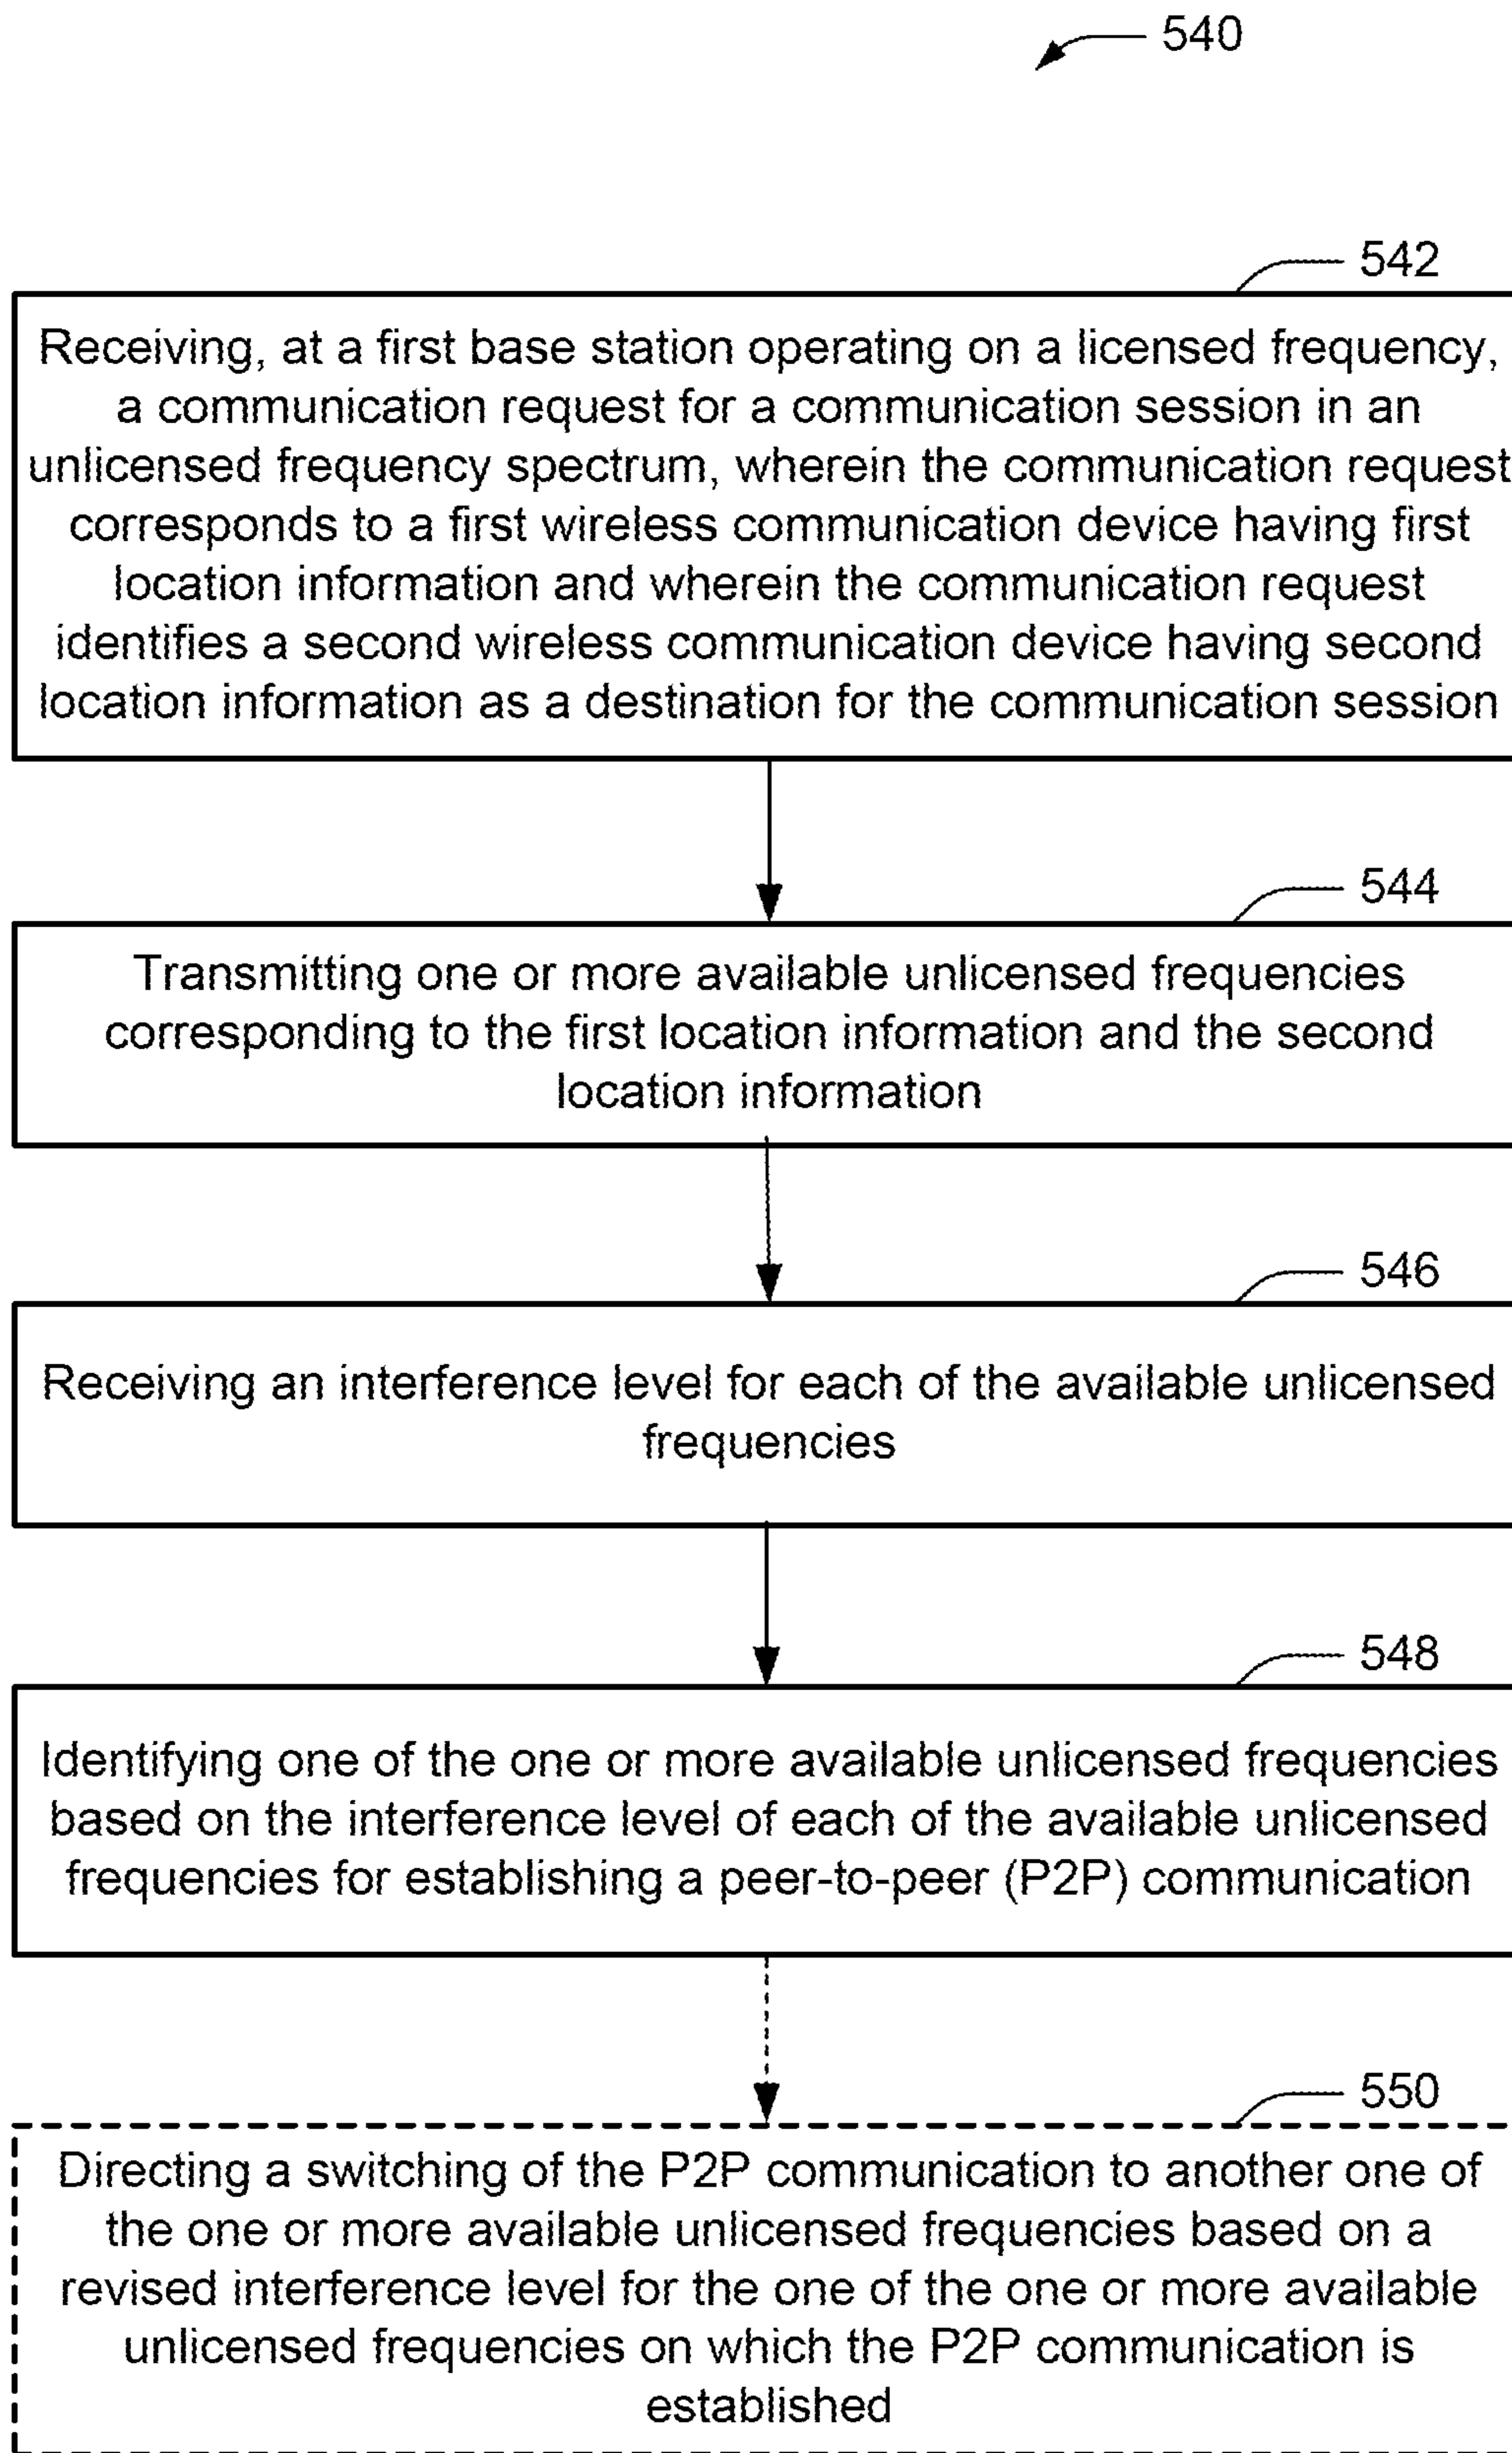 540
542
Receiving, at a first base station operating on a licensed frequency,
a communication request for a communication session in an
unlicensed frequency spectrum, wherein the communication request
corresponds to a first wireless communication device having first
location information and wherein the communication request
identifies a second wireless communication device having second
location information as a destination for the communication session
544
Transmitting one or more available unlicensed frequencies
corresponding to the first location information and the second
location information
546
Receiving an interference level for each of the available unlicensed
frequencies
548
Identifying one of the one or more available unlicensed frequencies
based on the interference level of each of the available unlicensed
frequencies for establishing a peer-to-peer (P2P) communication
550
Directing a switching of the P2P communication to another one of
the one or more available unlicensed frequencies based on a
revised interference level for the one of the one or more available
unlicensed frequencies on which the P2P communication is
established